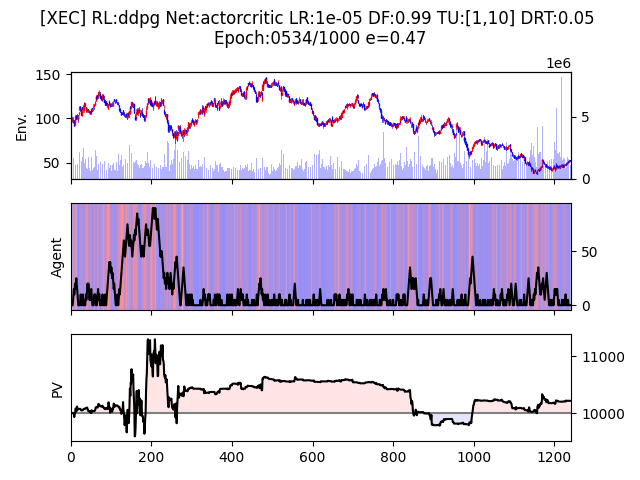 [XEC] RL:ddpg Net:actorcritic LR:1e-05 DF:0.99 TU:[1,10] DRT:0.05
Epoch:0534/1000 e=0.47
1e6
150
100
50
Env.
5
0
Agent
50
0
PV
11000
10000
0 200 400 600 800 1000 1200